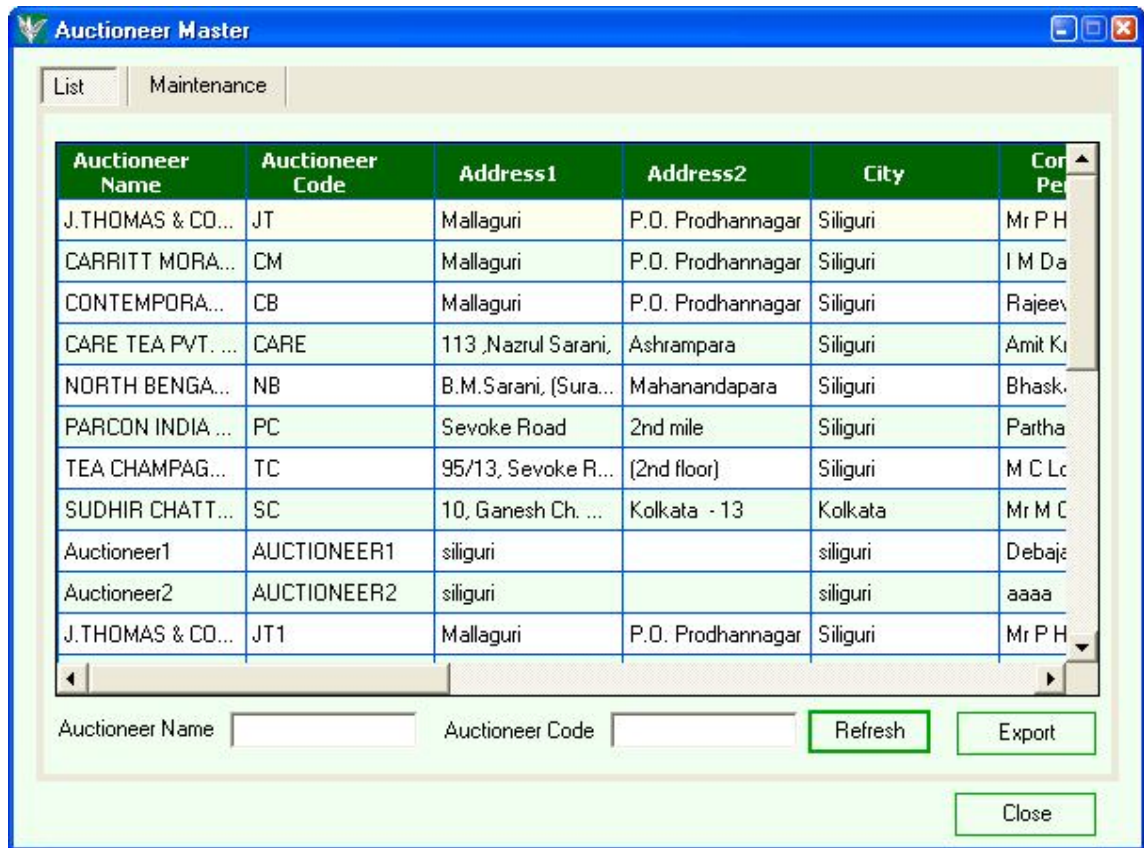 Auctioneer Master
List Maintenance
Auctioneer Name Auctioneer Code Address1 Address2 City Con Per
J.THOMAS & CO... JT Mallaguri P.O. Prodhannagar Siliguri Mr P H
CARRITT MORA... CM Mallaguri P.O. Prodhannagar Siliguri I M Da
CONTEMPORA... CB Mallaguri P.O. Prodhannagar Siliguri Rajeev
CARE TEA PVT. ... CARE 113 ,Nazrul Sarani, Ashrampara Siliguri Amit
NORTH BENGA... NB B.M.Sarani, (Sura... Mahanandapara Siliguri Bhask
PARCON INDIA ... PC Sevoke Road 2nd mile Siliguri Partha
TEA CHAMPAG... TC 95/13, Sevoke R... (2nd floor) Siliguri M C
SUDHIR CHATT... SC 10, Ganesh Ch. ... Kolkata - 13 Kolkata Mr M C
Auctioneer1 AUCTIONEER1 siliguri siliguri Debaja
Auctioneer2 AUCTIONEER2 siliguri siliguri aaaa
J.THOMAS & CO... JT1 Mallaguri P.O. Prodhannagar Siliguri Mr P H
Auctioneer Name Auctioneer Code Refresh Export
Close